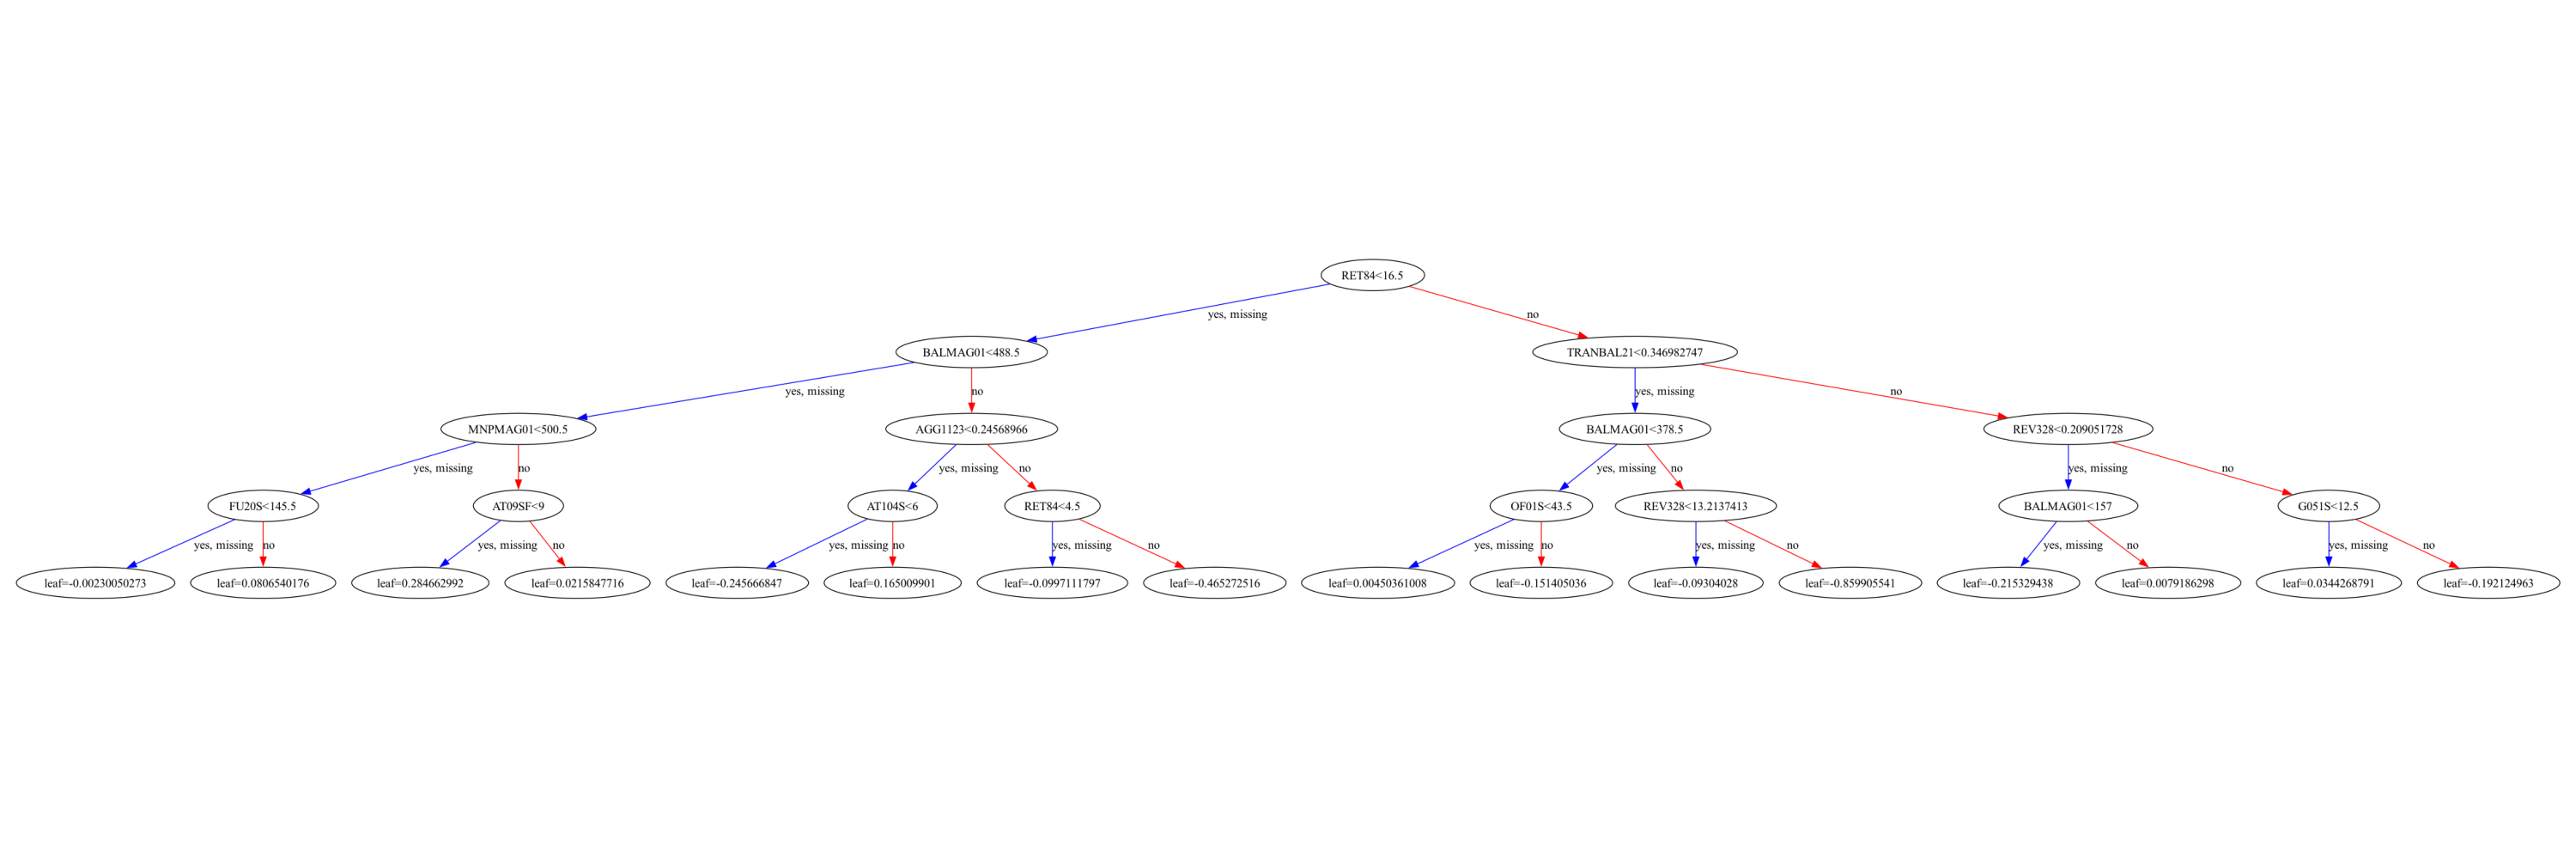 RET84<16.5
yes, missing
no
BALMAG01<488.5
TRANBAL21<0.346982747
yes, missing
no
yes, missing
no
MNPMAG01<500.5
AGG1123<0.24568966
BALMAG01<378.5
REV328<0.209051728
yes, missing
no
yes, missing
no
yes, missing
no
yes, missing
no
FU20S<145.5
AT09SF<9
AT104S<6
RET84<4.5
OF01S<43.5
REV328<13.2137413
BALMAG01<157
G051S<12.5
yes, missing
no
yes, missing
no
yes, missing
no
yes, missing
no
yes, missing
no
yes, missing
no
yes, missing
no
yes, missing
no
leaf=-0.00230050273
leaf=0.0806540176
leaf=0.284662992
leaf=0.0215847716
leaf=-0.245666847
leaf=0.165009901
leaf=-0.0997111797
leaf=-0.465272516
leaf=0.00450361008
leaf=-0.151405036
leaf=-0.09304028
leaf=-0.859905541
leaf=-0.215329438
leaf=0.0079186298
leaf=0.0344268791
leaf=-0.192124963